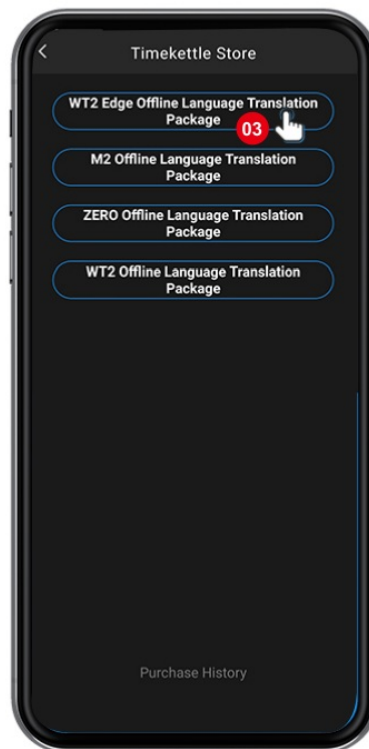 Timekettle Store
WT2 Edge Offline Language Translation
Package
03
M2 Offline Language Translation
Package
ZERO Offline Language Translation
Package
WT2 Offline Language Translation
Package
Purchase History